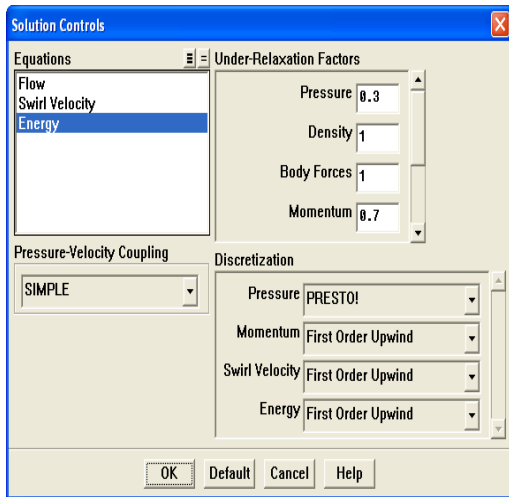 Solution Controls
Equations
Flow
Swirl Velocity
Energy
Under-Relaxation Factors
Pressure 0.3
Density 1
Body Forces 1
Momentum 0.7
Pressure-Velocity Coupling
SIMPLE
Discretization
Pressure PRESTO!
Momentum First Order Upwind
Swirl Velocity First Order Upwind
Energy First Order Upwind
OK Default Cancel Help